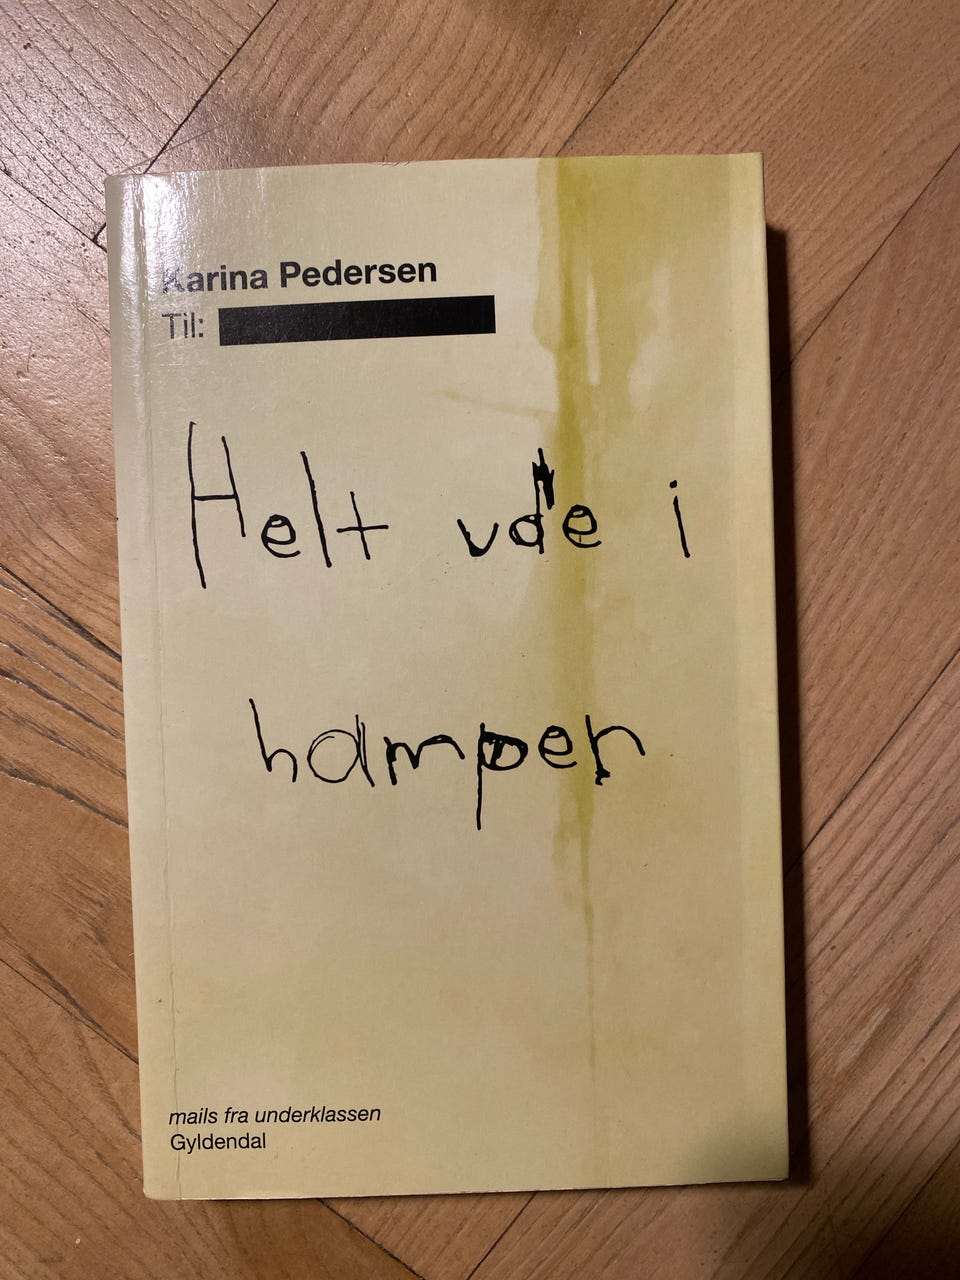 Karina Pedersen
Til:
Helt ude i
hampen
mails fra underklassen
Gyldendal